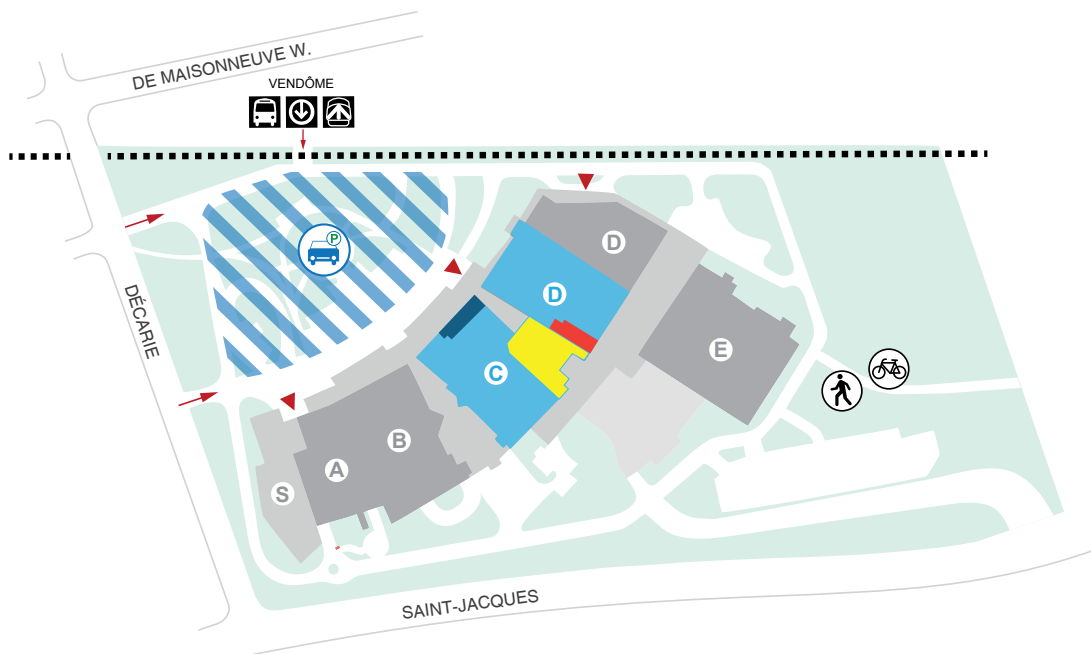 DE MAISONNEUVE W.
VENDÔME
P
DÉCARIE
D
D
C
E
B
A
S
SAINT-JACQUES